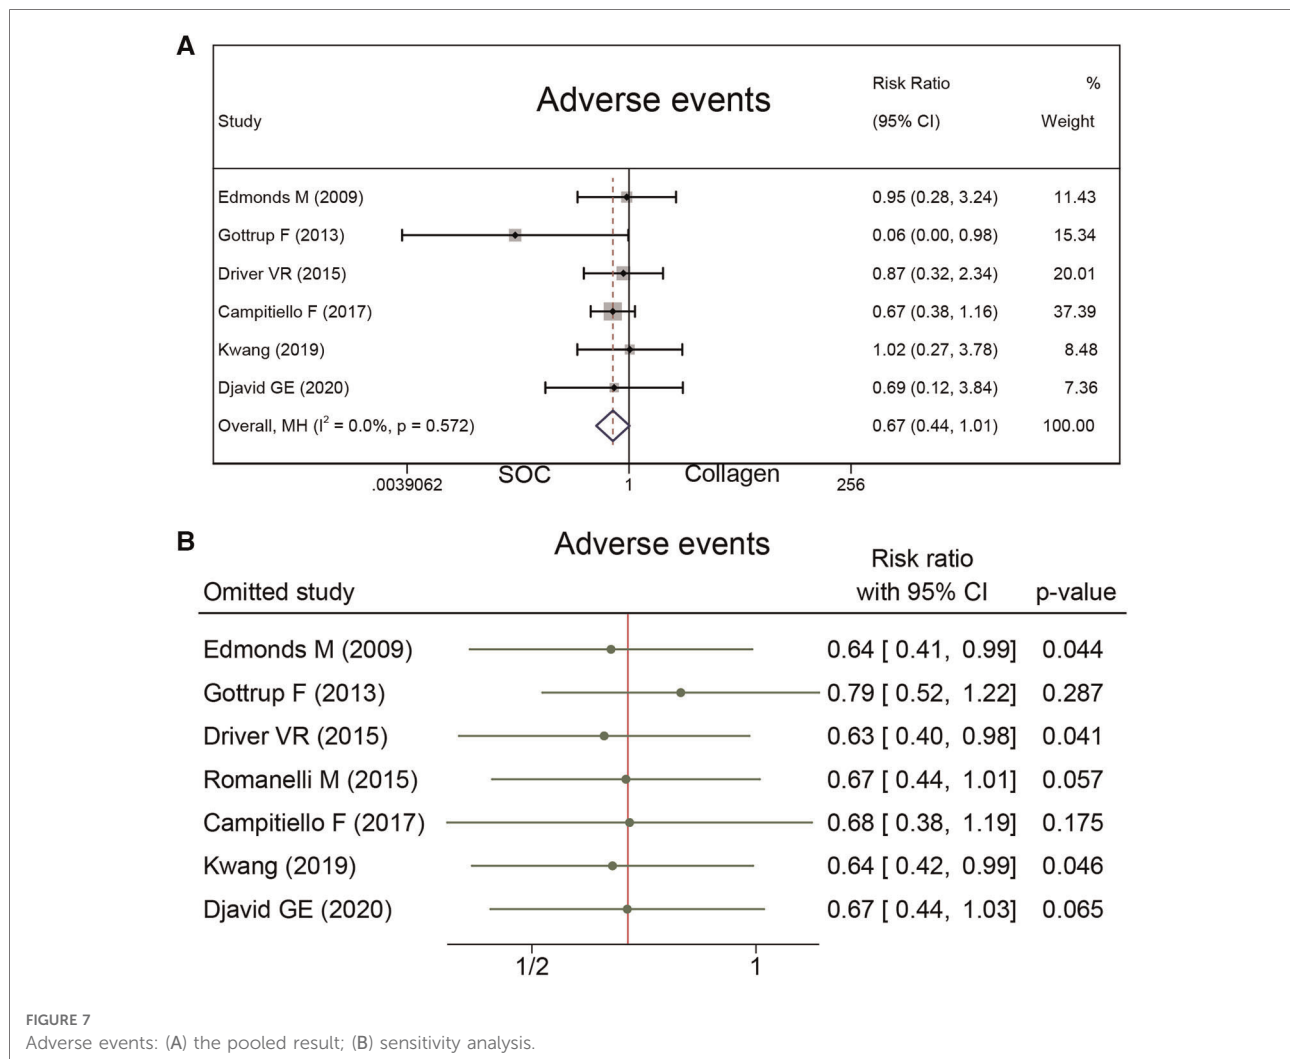 A
Adverse events
Risk Ratio %
Study (95% CI) Weight
Edmonds M (2009) 0.95 (0.28, 3.24) 11.43
Gottrup F (2013) 0.06 (0.00, 0.98) 15.34
Driver VR (2015) 0.87 (0.32, 2.34) 20.01
Campitiello F (2017) 0.67 (0.38, 1.16) 37.39
Kwang (2019) 1.02 (0.27, 3.78) 8.48
Djavid GE (2020) 0.69 (0.12, 3.84) 7.36
Overall, MH (I² = 0.0%, p = 0.572) 0.67 (0.44, 1.01) 100.00
SOC Collagen
.0039062 1 256
B
Adverse events
Risk ratio
Omitted study with 95% CI p-value
Edmonds M (2009) 0.64 [ 0.41, 0.99] 0.044
Gottrup F (2013) 0.79 [ 0.52, 1.22] 0.287
Driver VR (2015) 0.63 [ 0.40, 0.98] 0.041
Romanelli M (2015) 0.67 [ 0.44, 1.01] 0.057
Campitiello F (2017) 0.68 [ 0.38, 1.19] 0.175
Kwang (2019) 0.64 [ 0.42, 0.99] 0.046
Djavid GE (2020) 0.67 [ 0.44, 1.03] 0.065
1/2 1
FIGURE 7
Adverse events: (A) the pooled result; (B) sensitivity analysis.